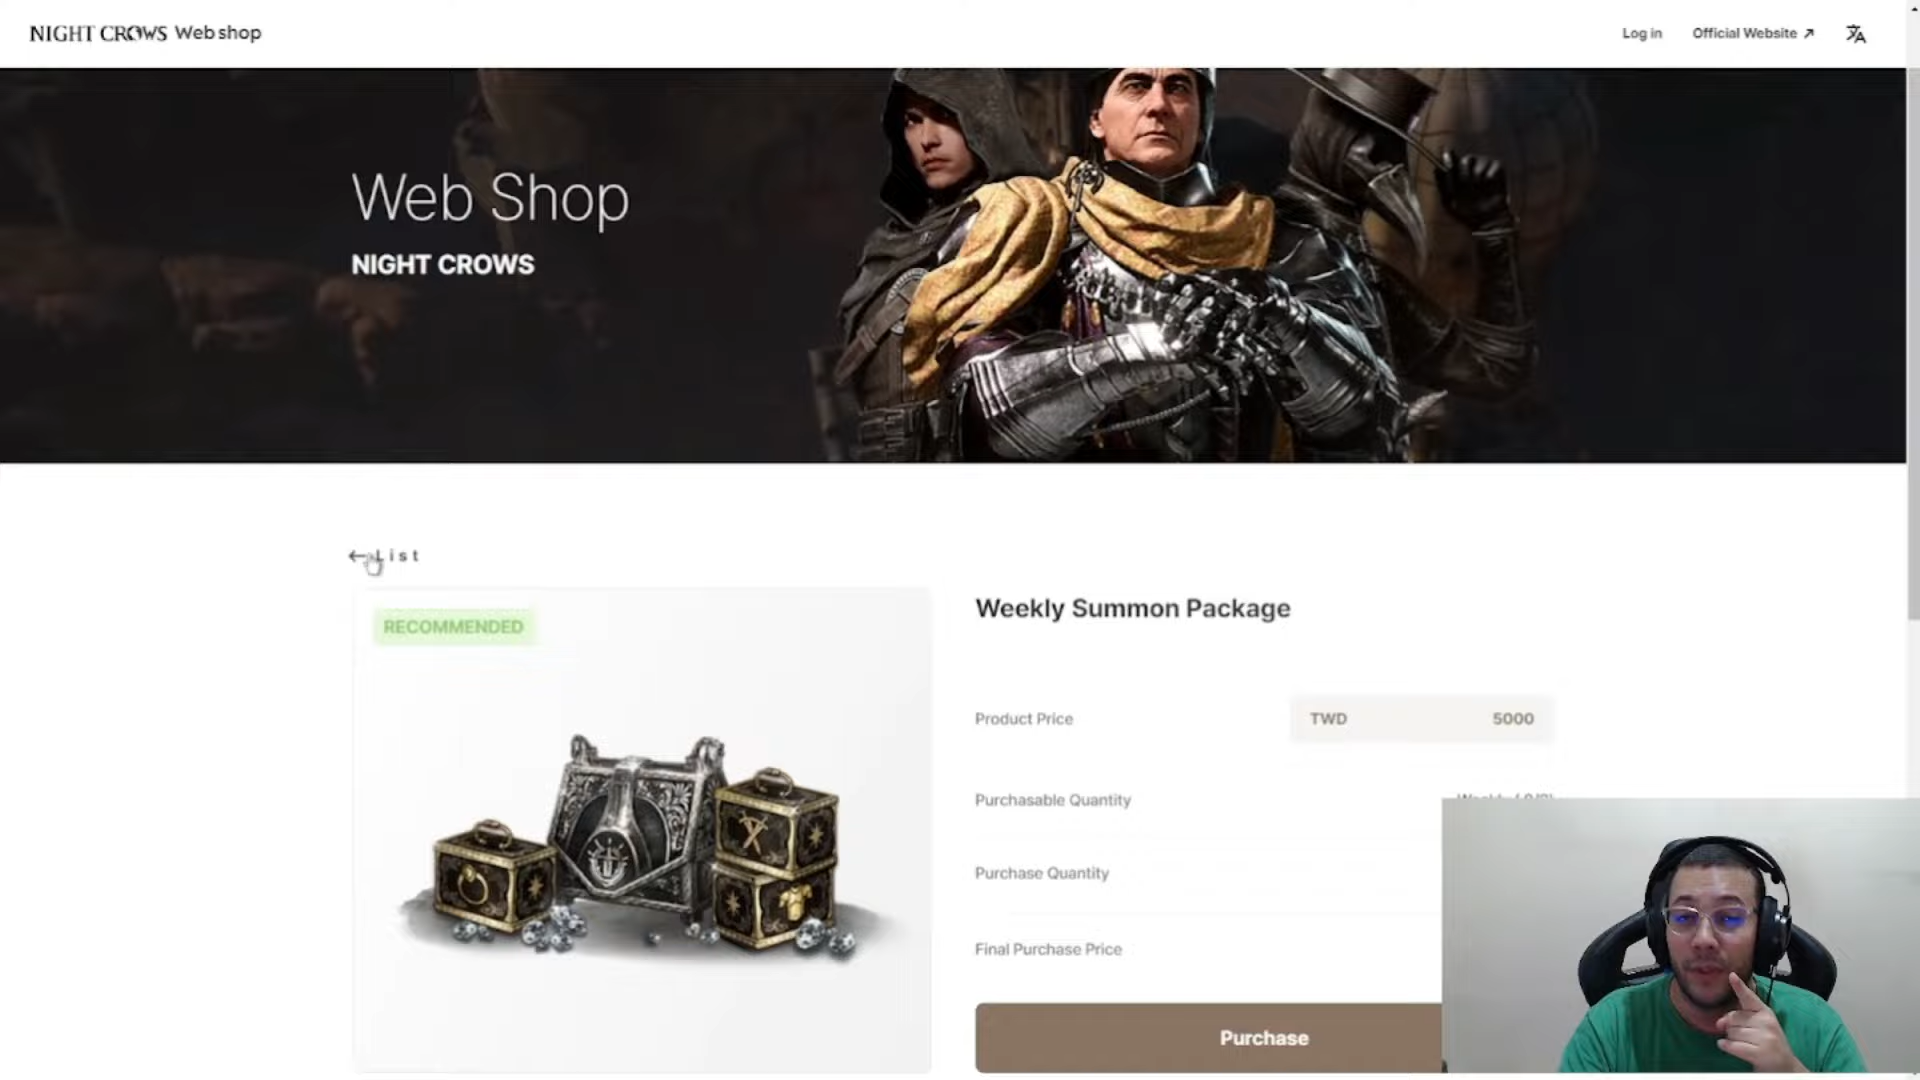 NIGHT CROWS Web shop
Log in
Official Website ↗
Web Shop
NIGHT CROWS
← List
RECOMMENDED
Weekly Summon Package
Product Price
TWD 5000
Purchasable Quantity
Purchase Quantity
Final Purchase Price
Purchase